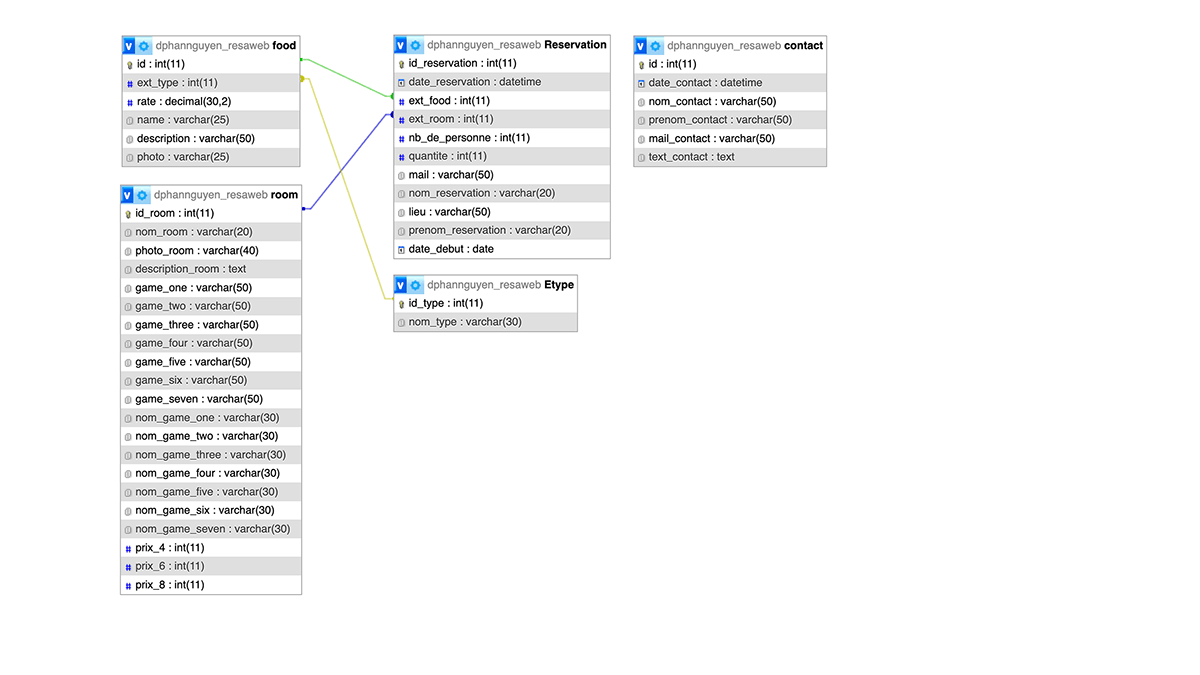 dphannguyen_resaweb food
id : int(11)
ext_type : int(11)
rate : decimal(30,2)
name : varchar(25)
description : varchar(50)
photo : varchar(25)
dphannguyen_resaweb room
id_room : int(11)
nom_room : varchar(20)
photo_room : varchar(40)
description_room : text
game_one : varchar(50)
game_two : varchar(50)
game_three : varchar(50)
game_four : varchar(50)
game_five : varchar(50)
game_six : varchar(50)
game_seven : varchar(50)
nom_game_one : varchar(30)
nom_game_two : varchar(30)
nom_game_three : varchar(30)
nom_game_four : varchar(30)
nom_game_five : varchar(30)
nom_game_six : varchar(30)
nom_game_seven : varchar(30)
prix_4 : int(11)
prix_6 : int(11)
prix_8 : int(11)
dphannguyen_resaweb Reservation
id_reservation : int(11)
date_reservation : datetime
ext_food : int(11)
ext_room : int(11)
nb_de_personne : int(11)
quantite : int(11)
mail : varchar(50)
nom_reservation : varchar(20)
lieu : varchar(50)
prenom_reservation : varchar(20)
date_debut : date
dphannguyen_resaweb Etype
id_type : int(11)
nom_type : varchar(30)
dphannguyen_resaweb contact
id : int(11)
date_contact : datetime
nom_contact : varchar(50)
prenom_contact : varchar(50)
mail_contact : varchar(50)
text_contact : text